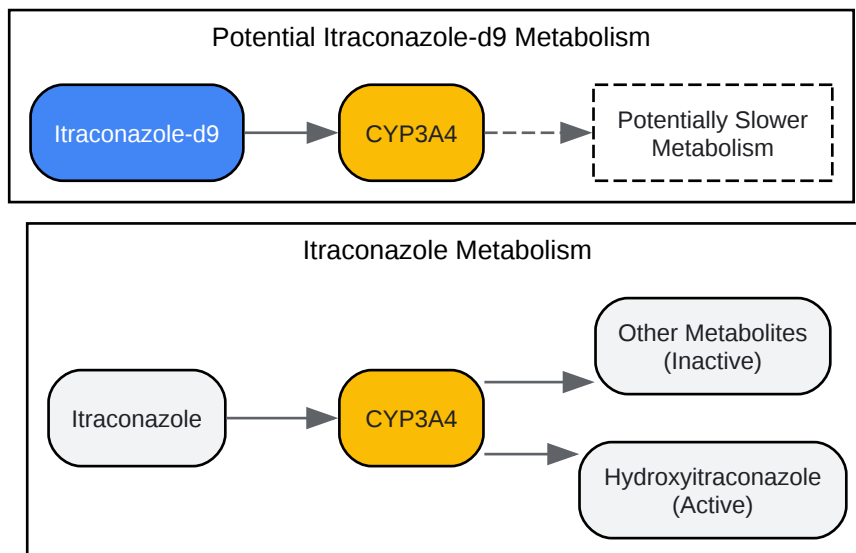 Potential Itraconazole-d9 Metabolism
Itraconazole-d9
CYP3A4
Potentially Slower
Metabolism
Itraconazole Metabolism
Itraconazole
CYP3A4
Other Metabolites
(Inactive)
Hydroxyitraconazole
(Active)